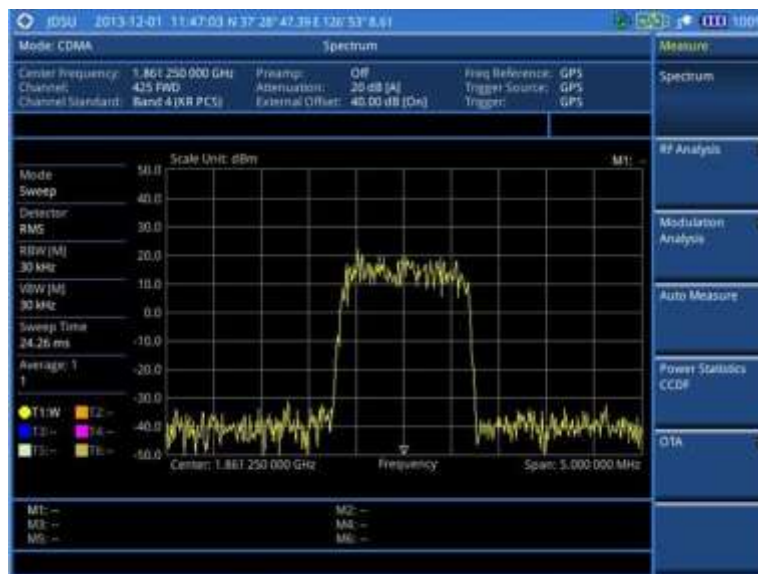 JDSU 2013-12-01 11:47:03 N 37° 28' 47.39 E 126° 53' 8.61 100%
Mode: CDMA Spectrum Measure
Center Frequency: 1.861 250 000 GHz Preamp: Off Freq Reference: GPS
Channel: 425 FWD Attenuation: 20 dB [A] Trigger Source: GPS
Channel Standard: Band 4 (KR PCS) External Offset: 40.00 dB [On] Trigger: GPS
Spectrum
RF Analysis
Modulation
Analysis
Auto Measure
Power Statistics
CCDF
OTA
Mode
Sweep
Detector
RMS
RBW [M]
30 kHz
VBW [M]
30 kHz
Sweep Time
24.26 ms
Average: 1
1
T1:W T2:--
T3:-- T4:--
T5:-- T6:--
Scale Unit: dBm M1: --
50.0
40.0
30.0
20.0
10.0
0.0
-10.0
-20.0
-30.0
-40.0
-50.0
Center: 1.861 250 000 GHz Frequency Span: 5.000 000 MHz
M1: -- M2: --
M3: -- M4: --
M5: -- M6: --